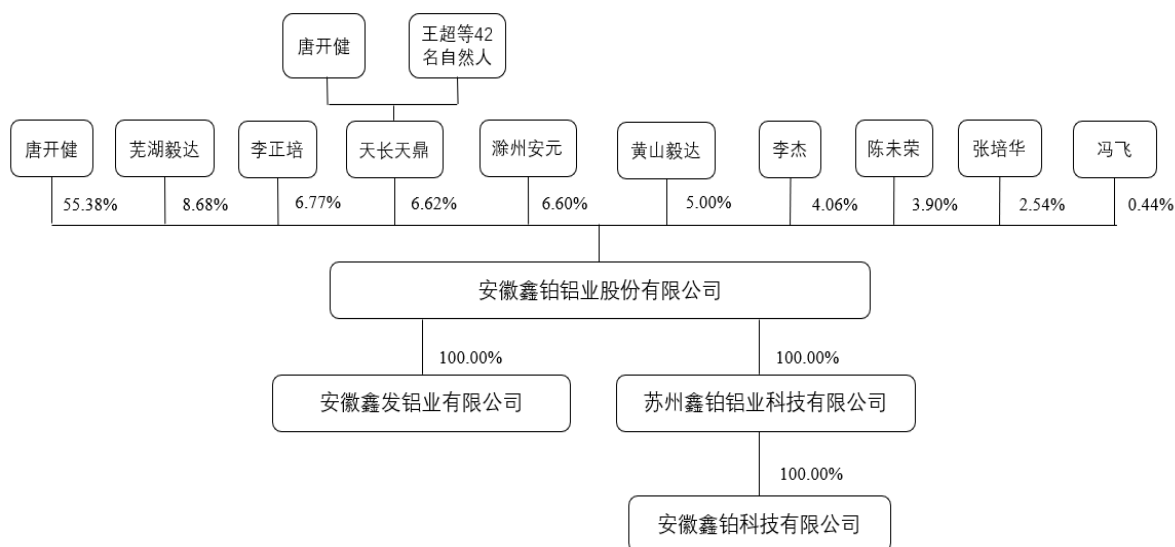 唐开健
王超等42
名自然人
唐开健
芜湖毅达
李正培
天长天鼎
滁州安元
黄山毅达
李杰
陈未荣
张培华
冯飞
55.38%
8.68%
6.77%
6.62%
6.60%
5.00%
4.06%
3.90%
2.54%
0.44%
安徽鑫铂铝业股份有限公司
100.00%
100.00%
安徽鑫发铝业有限公司
苏州鑫铂铝业科技有限公司
100.00%
安徽鑫铂科技有限公司